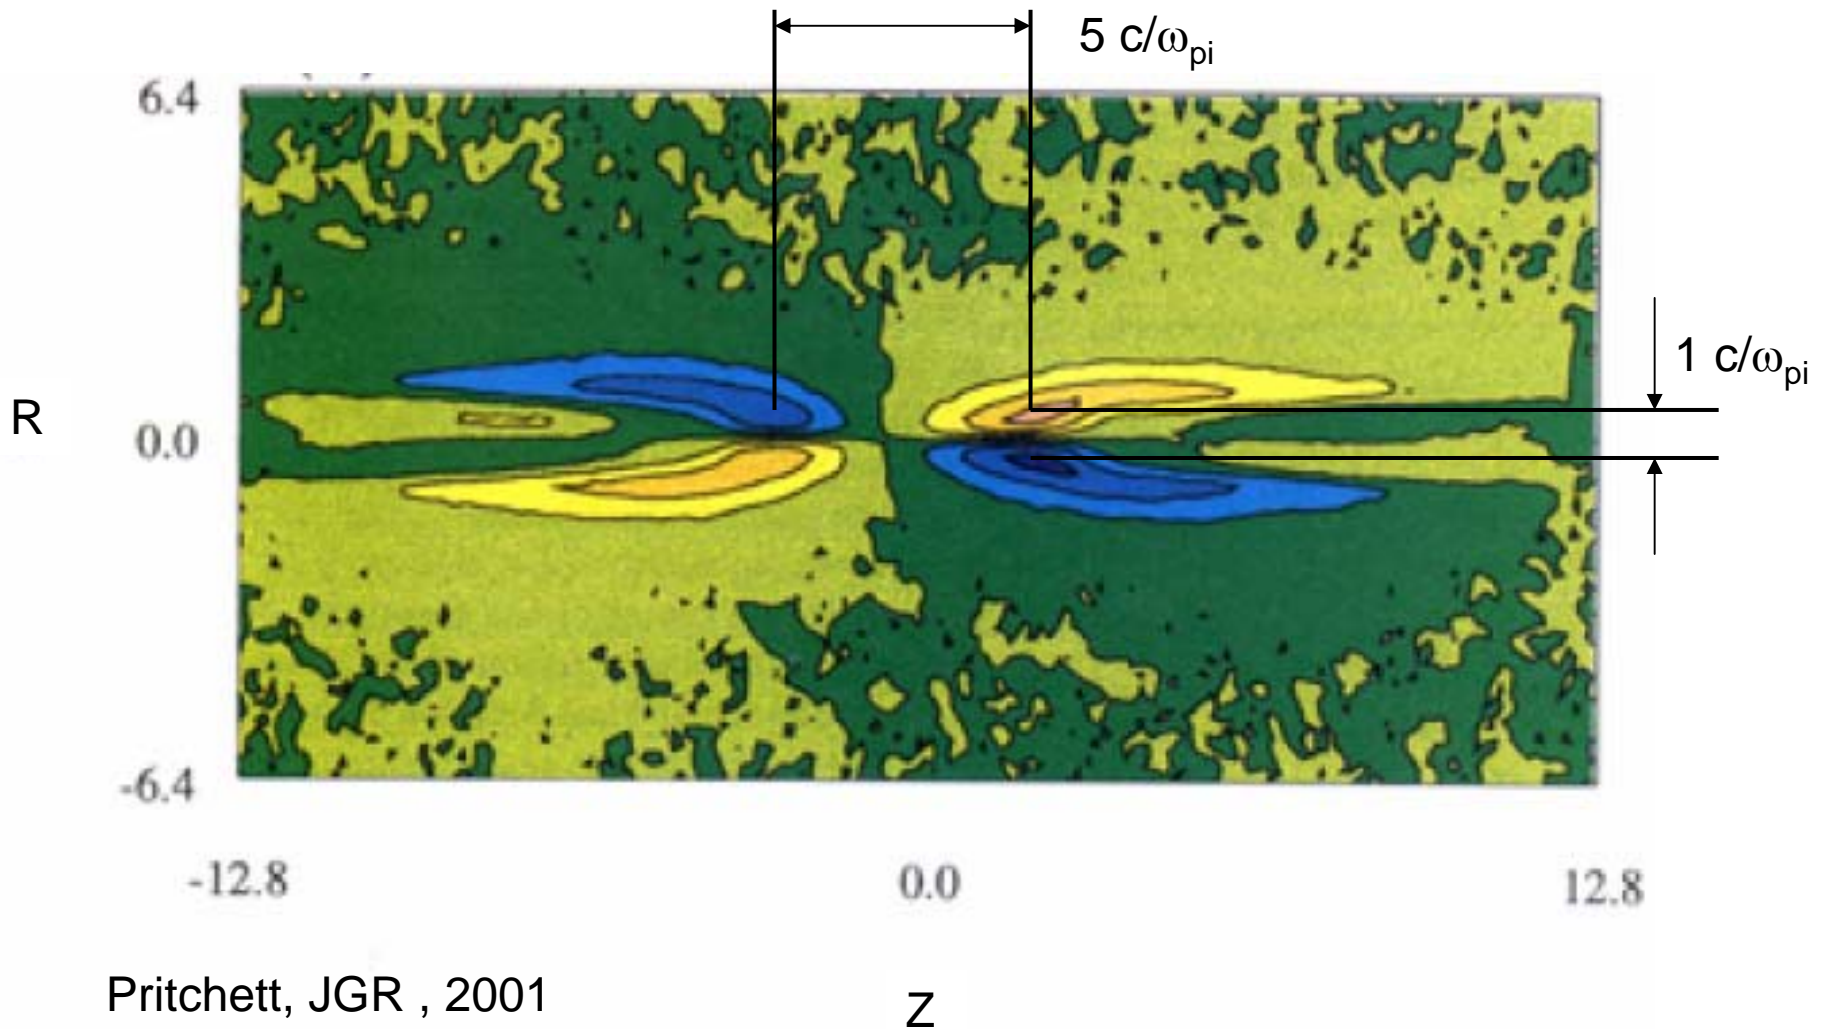 5 c/ωpi
6.4
1 c/ωpi
R
0.0
-6.4
-12.8
0.0
12.8
Pritchett, JGR , 2001
Z